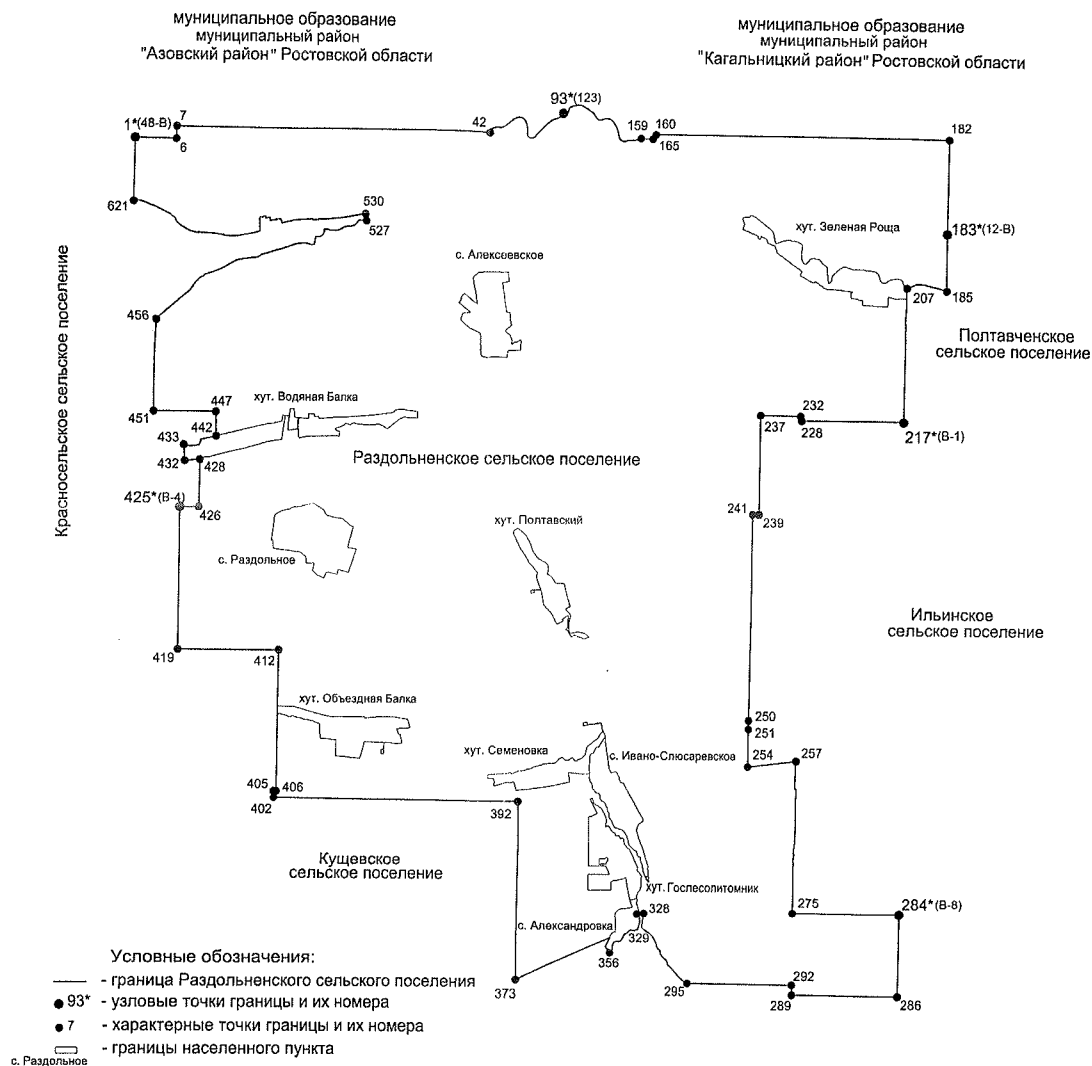 муниципальное образование
муниципальный район
"Азовский район" Ростовской области
муниципальное образование
муниципальный район
"Кагальницкий район" Ростовской области
7
1*(48-В)
6
42
93*(123)
159
160
165
182
621
530
527
хут. Зеленая Роща
183*(12-В)
с. Алексеевское
207
185
456
Полтавченское
сельское поселение
Красносельское сельское поселение
451
447
хут. Водяная Балка
442
433
432
428
232
237
228
217*(В-1)
Раздольненское сельское поселение
425*(В-4)
426
241
239
хут. Полтавский
с. Раздольное
Ильинское
сельское поселение
419
412
хут. Объездная Балка
250
251
хут. Семеновка
с. Ивано-Слюсаревское
254
257
405
406
402
392
Кущевское
сельское поселение
хут. Гослесопитомник
328
275
284*(В-8)
с. Александровка
329
356
373
295
292
289
286
Условные обозначения:
- граница Раздольненского сельского поселения
93* - узловые точки границы и их номера
7 - характерные точки границы и их номера
- границы населенного пункта
с. Раздольное